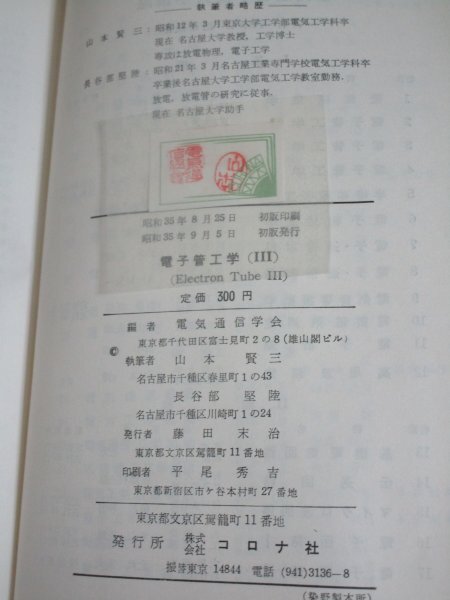 執筆者略歴
山本賢三：昭和12年3月東京大学工学部電気工学科卒
現在 名古屋大学教授，工学博士
専攻は放電物理，電子工学
長谷部堅陸：昭和21年3月名古屋工業専門学校電気工学科卒
卒業後名古屋大学工学部電気工学教室勤務．
放電，放電管の研究に従事．
現在 名古屋大学助手
昭和35年8月25日 初版印刷
昭和35年9月5日 初版発行
電子管工学 (III)
(Electron Tube III)
定価 300円
編者 電気通信学会
東京都千代田区富士見町2の8(雄山閣ビル)
© 執筆者 山本賢三
名古屋市千種区春里町1の43
長谷部堅陸
名古屋市千種区川崎町1の24
発行者 藤田末治
東京都文京区駕籠町11番地
印刷者 平尾秀吉
東京都新宿区市ケ谷本村町27番地
東京都文京区駕籠町11番地
発行所 株式会社 コロナ社
振替東京 14844 電話 (941)3136-8
(染野製本所)